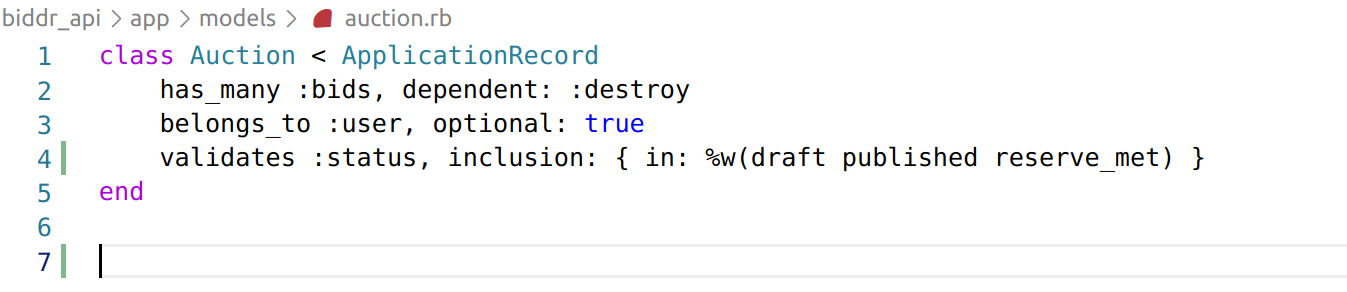 biddr_api > app > models > auction.rb
1 class Auction < ApplicationRecord
2     has_many :bids, dependent: :destroy
3     belongs_to :user, optional: true
4     validates :status, inclusion: { in: %w(draft published reserve_met) }
5 end
6
7